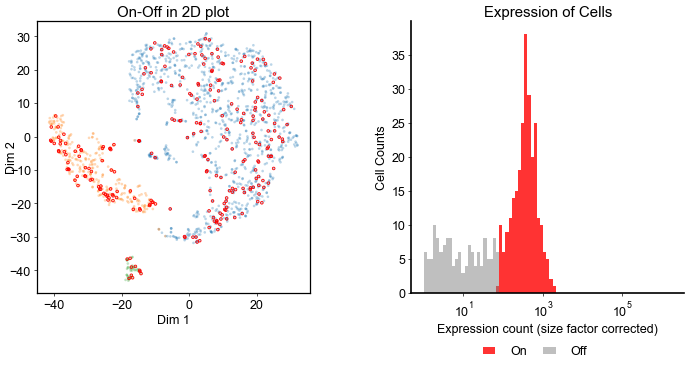 On-Off in 2D plot
30
20
10
0
−10
−20
−30
−40
Dim 2
−40 −20 0 20
Dim 1
Expression of Cells
35
30
25
20
15
10
5
0
Cell Counts
10^1 10^3 10^5
Expression count (size factor corrected)
On Off